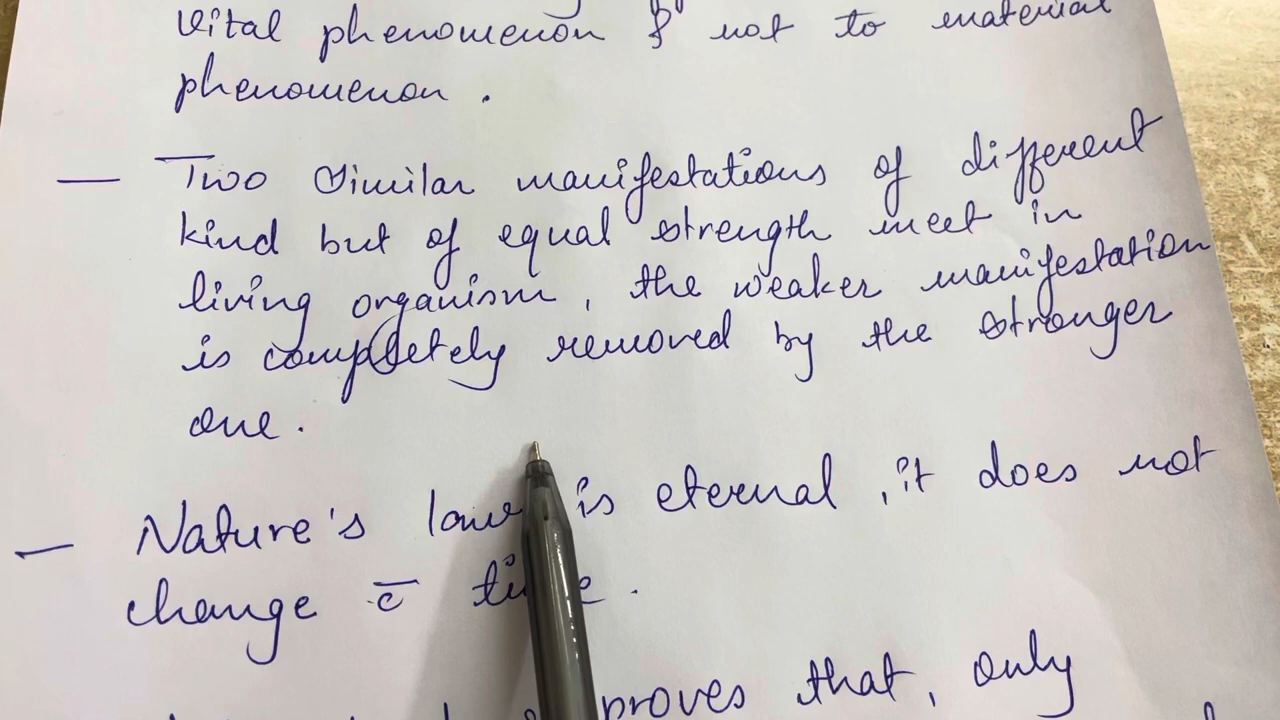 vital phenomenon & not to material
phenomenon.
— Two Similar manifestations of different
kind but of equal strength meet in
living organism, the weaker manifestation
is completely removed by the stronger
one.
— Nature's law is eternal, it does not
change c̄ time.
proves that, only